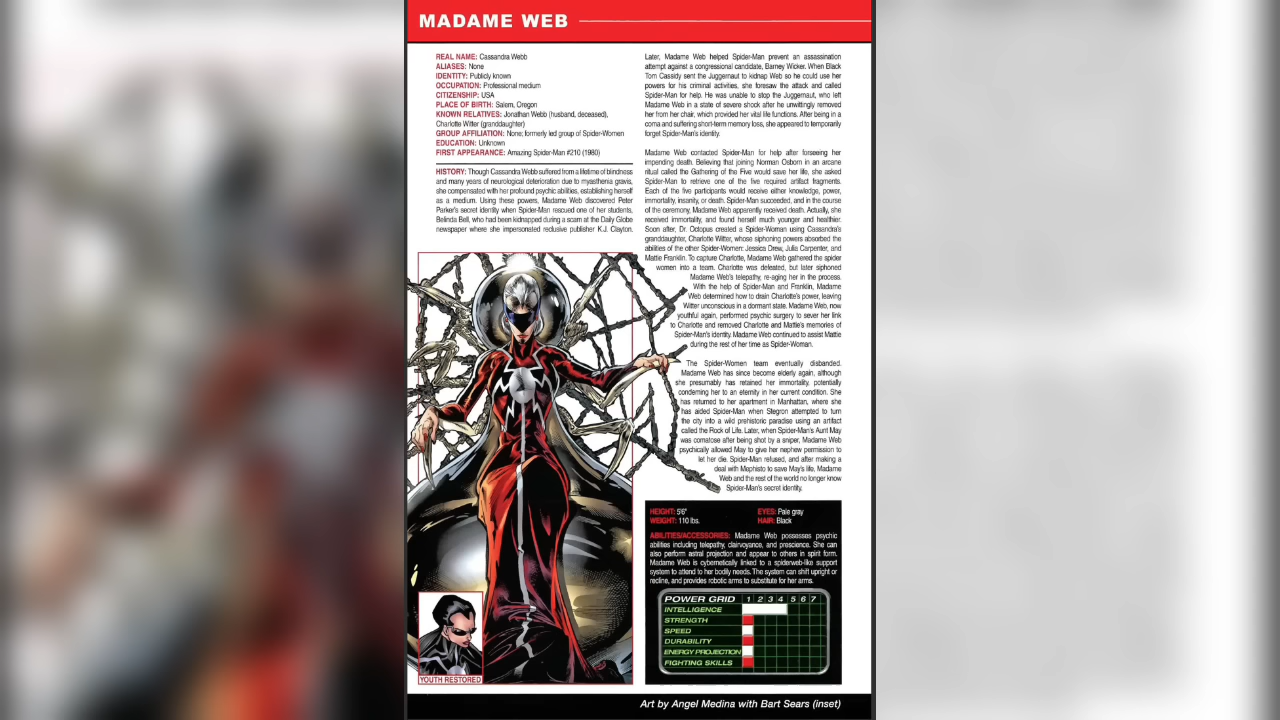 MADAME WEB
REAL NAME: Cassandra Webb
ALIASES: None
IDENTITY: Publicly known
OCCUPATION: Professional medium
CITIZENSHIP: USA
PLACE OF BIRTH: Salem, Oregon
KNOWN RELATIVES: Jonathan Webb (husband, deceased),
Charlotte Witter (granddaughter)
GROUP AFFILIATION: None; formerly led group of Spider-Women
EDUCATION: Unknown
FIRST APPEARANCE: Amazing Spider-Man #210 (1980)
HISTORY: Though Cassandra Webb suffered from a lifetime of blindness
and many years of neurological deterioration due to myasthenia gravis,
she compensated with her profound psychic abilities, establishing herself
as a medium. Using these powers, Madame Web discovered Peter
Parker's secret identity when Spider-Man rescued one of her students,
Belinda Bell, who had been kidnapped during a scam at the Daily Globe
newspaper where she impersonated reclusive publisher K.J. Clayton.
Later, Madame Web helped Spider-Man prevent an assassination
attempt against a congressional candidate, Barney Wicker. When Black
Tom Cassidy sent the Juggernaut to kidnap Web so he could use her
powers for his criminal activities, she foresaw the attack and called
Spider-Man for help. He was unable to stop the Juggernaut, who left
Madame Web in a state of severe shock after he unwittingly removed
her from her chair, which provided her vital life functions. After being in a
coma and suffering short-term memory loss, she appeared to temporarily
forget Spider-Man's identity.
Madame Web contacted Spider-Man for help after forseeing her
impending death. Believing that joining Norman Osborn in an arcane
ritual called the Gathering of the Five would save her life, she asked
Spider-Man to retrieve one of the five required artifact fragments.
Each of the five participants would receive either knowledge, power,
immortality, insanity, or death. Spider-Man succeeded, and in the course
of the ceremony, Madame Web apparently received death. Actually, she
received immortality, and found herself much younger and healthier.
Soon after, Dr. Octopus created a Spider-Woman using Cassandra's
granddaughter, Charlotte Witter, whose siphoning powers absorbed the
abilities of the other Spider-Women: Jessica Drew, Julia Carpenter, and
Mattie Franklin. To capture Charlotte, Madame Web gathered the spider
women into a team. Charlotte was defeated, but later siphoned
Madame Web's telepathy, re-aging her in the process.
With the help of Spider-Man and Franklin, Madame
Web determined how to drain Charlotte's power, leaving
Witter unconscious in a dormant state. Madame Web, now
youthful again, performed psychic surgery to sever her link
to Charlotte and removed Charlotte and Mattie's memories of
Spider-Man's identity. Madame Web continued to assist Mattie
during the rest of her time as Spider-Woman.
The Spider-Women team eventually disbanded.
Madame Web has since become elderly again, although
she presumably has retained her immortality, potentially
condemning her to an eternity in her current condition. She
has returned to her apartment in Manhattan, where she
has aided Spider-Man when Stegron attempted to turn
the city into a wild prehistoric paradise using an artifact
called the Rock of Life. Later, when Spider-Man's Aunt May
was comatose after being shot by a sniper, Madame Web
psychically allowed May to give her nephew permission to
let her die. Spider-Man refused, and after making a
deal with Mephisto to save May's life, Madame
Web and the rest of the world no longer know
Spider-Man's secret identity.
YOUTH RESTORED
HEIGHT: 5'6" EYES: Pale gray
WEIGHT: 110 lbs. HAIR: Black
ABILITIES/ACCESSORIES: Madame Web possesses psychic
abilities including telepathy, clairvoyance, and prescience. She can
also perform astral projection and appear to others in spirit form.
Madame Web is cybernetically linked to a spiderweb-like support
system to attend to her bodily needs. The system can shift upright or
recline, and provides robotic arms to substitute for her arms.
POWER GRID 1 2 3 4 5 6 7
INTELLIGENCE
STRENGTH
SPEED
DURABILITY
ENERGY PROJECTION
FIGHTING SKILLS
Art by Angel Medina with Bart Sears (inset)